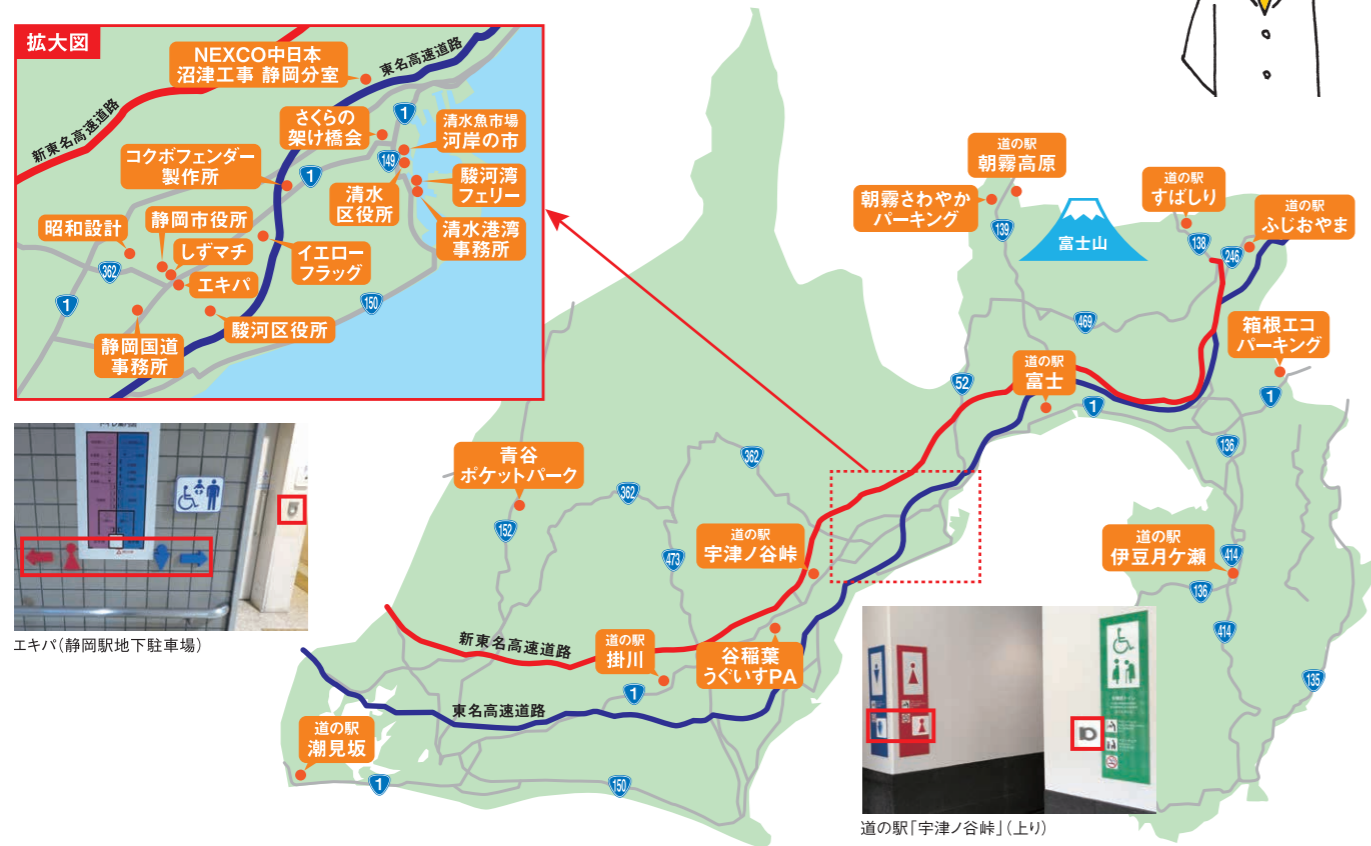 拡大図
NEXCO中日本
沼津工事 静岡分室
東名高速道路
新東名高速道路
さくらの
架け橋会
1
清水魚市場
河岸の市
コクボフェンダー
製作所
1
149
駿河湾
フェリー
清水
区役所
清水港湾
事務所
昭和設計
静岡市役所
しずマチ
イエロー
フラッグ
362
エキパ
1
150
駿河区役所
静岡国道
事務所
道の駅
朝霧高原
朝霧さわやか
パーキング
139
富士山
道の駅
すばしり
道の駅
ふじおやま
138
246
469
箱根エコ
パーキング
道の駅
富士
52
1
1
136
青谷
ポケットパーク
362
362
152
473
道の駅
宇津ノ谷峠
道の駅
伊豆月ケ瀬
414
136
414
135
新東名高速道路
道の駅
掛川
谷稲葉
うぐいすPA
1
東名高速道路
道の駅
潮見坂
1
150
エキパ（静岡駅地下駐車場）
道の駅「宇津ノ谷峠」（上り）